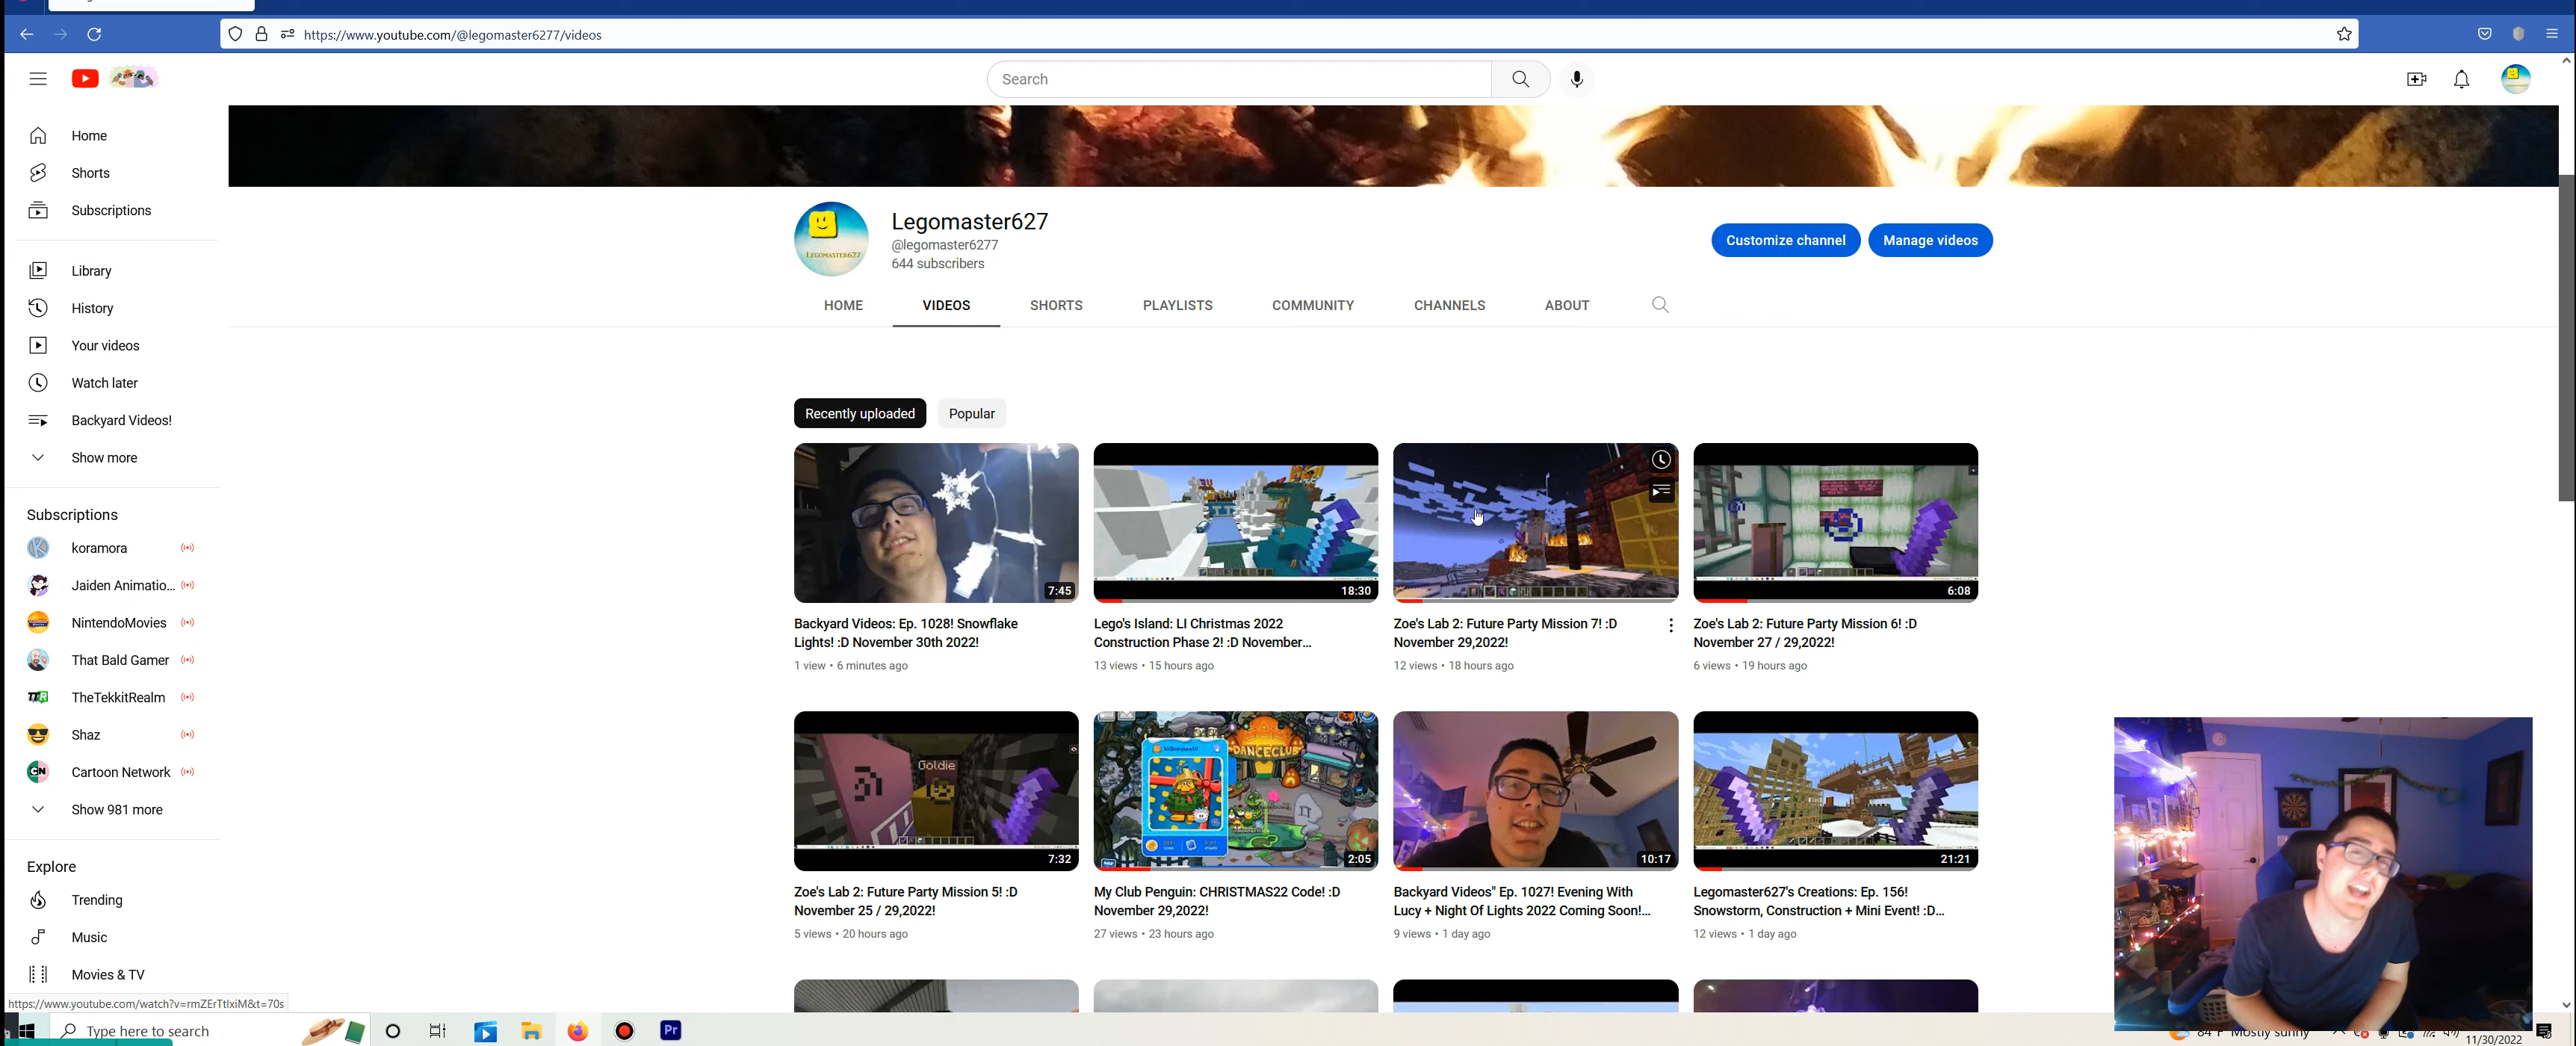 https://www.youtube.com/@legomaster6277/videos
Search
Home
Shorts
Subscriptions
Library
History
Your videos
Watch later
Backyard Videos!
Show more
Subscriptions
koramora
Jaiden Animatio...
NintendoMovies
That Bald Gamer
TheTekkitRealm
Shaz
Cartoon Network
Show 981 more
Explore
Trending
Music
Movies & TV
https://www.youtube.com/watch?v=rmZErTtlxiM&t=70s
LEGOMASTER627
Legomaster627
@legomaster6277
644 subscribers
Customize channel
Manage videos
HOME
VIDEOS
SHORTS
PLAYLISTS
COMMUNITY
CHANNELS
ABOUT
Recently uploaded
Popular
7:45
Backyard Videos: Ep. 1028! Snowflake
Lights! :D November 30th 2022!
1 view • 6 minutes ago
18:30
Lego's Island: LI Christmas 2022
Construction Phase 2! :D November...
13 views • 15 hours ago
Zoe's Lab 2: Future Party Mission 7! :D
November 29,2022!
12 views • 18 hours ago
6:08
Zoe's Lab 2: Future Party Mission 6! :D
November 27 / 29,2022!
6 views • 19 hours ago
Goldie
7:32
Zoe's Lab 2: Future Party Mission 5! :D
November 25 / 29,2022!
5 views • 20 hours ago
DANCECLUB
2:05
My Club Penguin: CHRISTMAS22 Code! :D
November 29,2022!
27 views • 23 hours ago
10:17
Backyard Videos" Ep. 1027! Evening With
Lucy + Night Of Lights 2022 Coming Soon!...
9 views • 1 day ago
21:21
Legomaster627's Creations: Ep. 156!
Snowstorm, Construction + Mini Event! :D...
12 views • 1 day ago
Type here to search
Pr
84°F Mostly sunny
11/30/2022